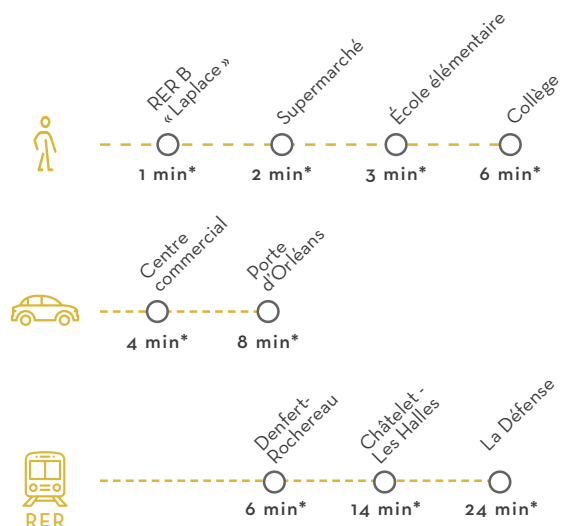 RER B
« Laplace »
Supermarché
École élémentaire
Collège
1 min*
2 min*
3 min*
6 min*
Centre
commercial
Porte
d'Orléans
4 min*
8 min*
Denfert-
Rochereau
Châtelet -
Les Halles
La Défense
6 min*
14 min*
24 min*
RER